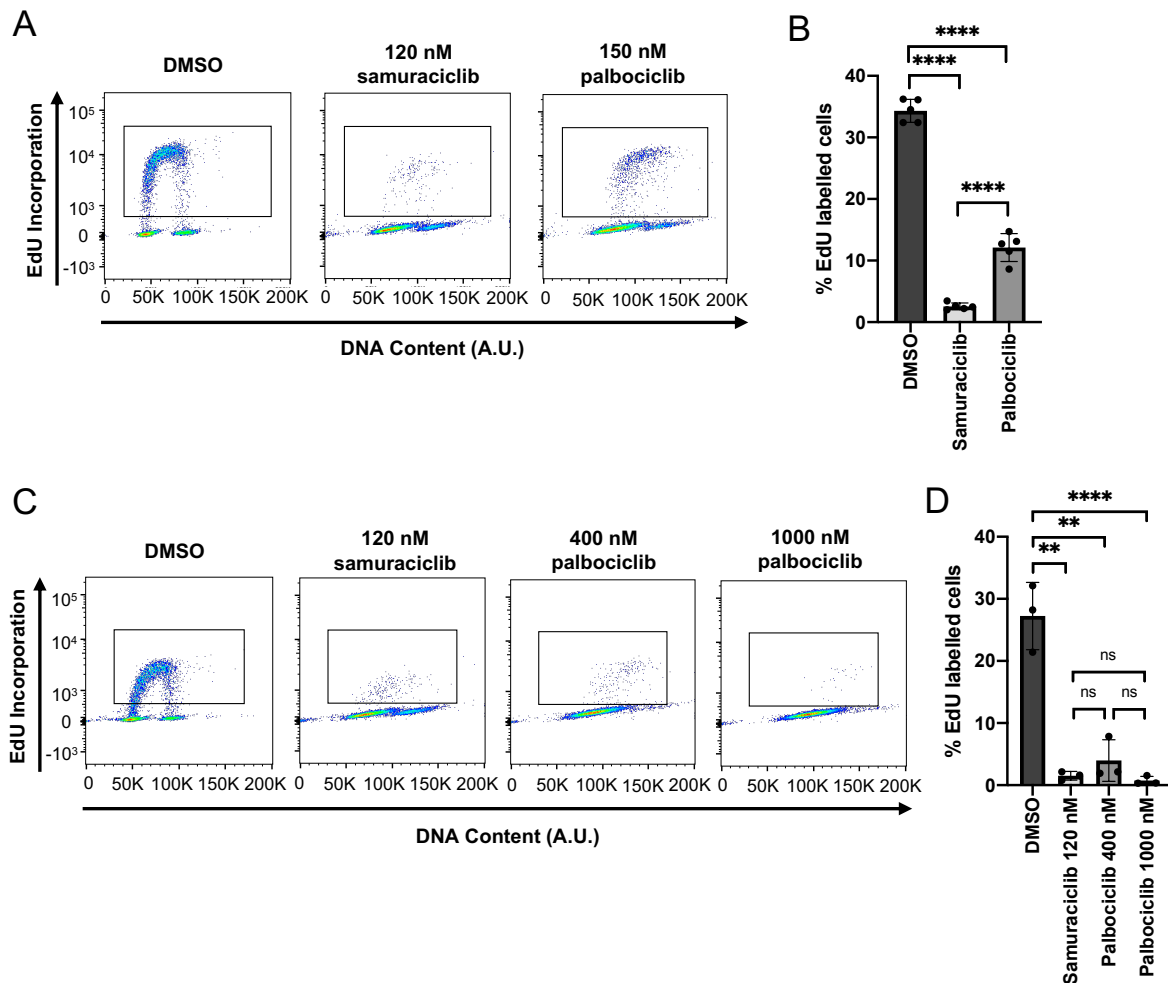 A
DMSO
120 nM
samuraciclib
150 nM
palbociclib
EdU Incorporation
10⁵
10⁴
10³
0
-10³
0 50K 100K 150K 200K
0 50K 100K 150K 200K
0 50K 100K 150K 200K
DNA Content (A.U.)
B
****
****
****
% EdU labelled cells
40
30
20
10
0
DMSO
Samuraciclib
Palbociclib
C
DMSO
120 nM
samuraciclib
400 nM
palbociclib
1000 nM
palbociclib
EdU Incorporation
10⁵
10⁴
10³
0
-10³
0 50K 100K 150K 200K
0 50K 100K 150K 200K
0 50K 100K 150K 200K
0 50K 100K 150K 200K
DNA Content (A.U.)
D
****
**
**
ns
ns
ns
% EdU labelled cells
40
30
20
10
0
DMSO
Samuraciclib 120 nM
Palbociclib 400 nM
Palbociclib 1000 nM